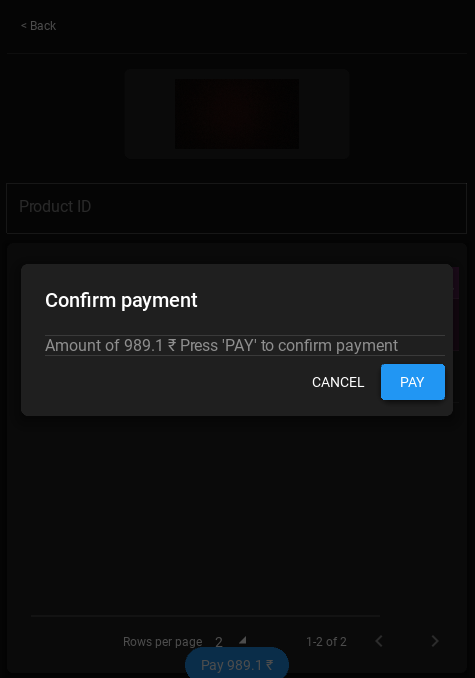 < Back
Product ID
Confirm payment
Amount of 989.1 ₹ Press 'PAY' to confirm payment
CANCEL PAY
Rows per page 2 1-2 of 2
Pay 989.1 ₹